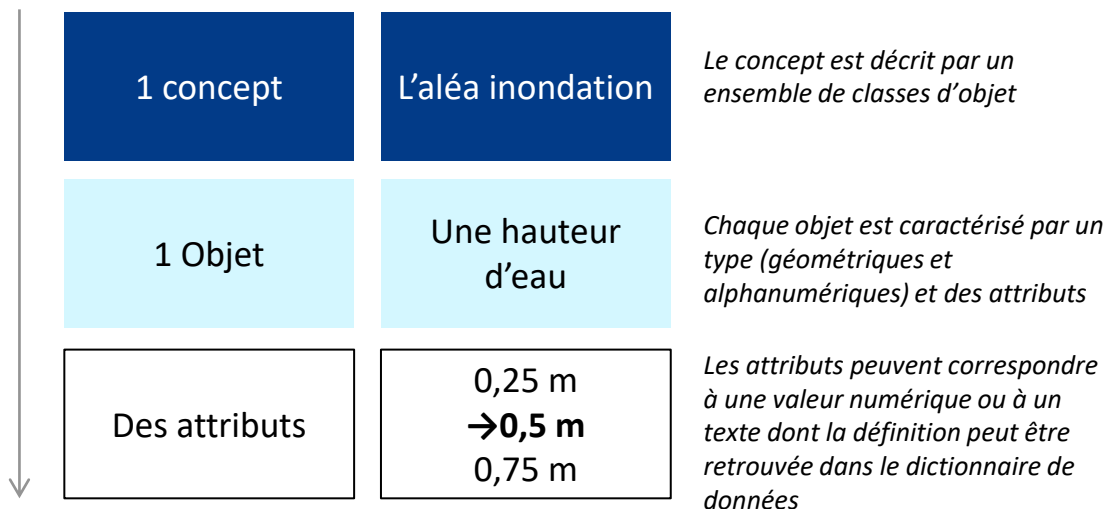 1 concept
L’aléa inondation
Le concept est décrit par un
ensemble de classes d’objet
1 Objet
Une hauteur
d’eau
Chaque objet est caractérisé par un
type (géométriques et
alphanumériques) et des attributs
Des attributs
0,25 m
→0,5 m
0,75 m
Les attributs peuvent correspondre
à une valeur numérique ou à un
texte dont la définition peut être
retrouvée dans le dictionnaire de
données